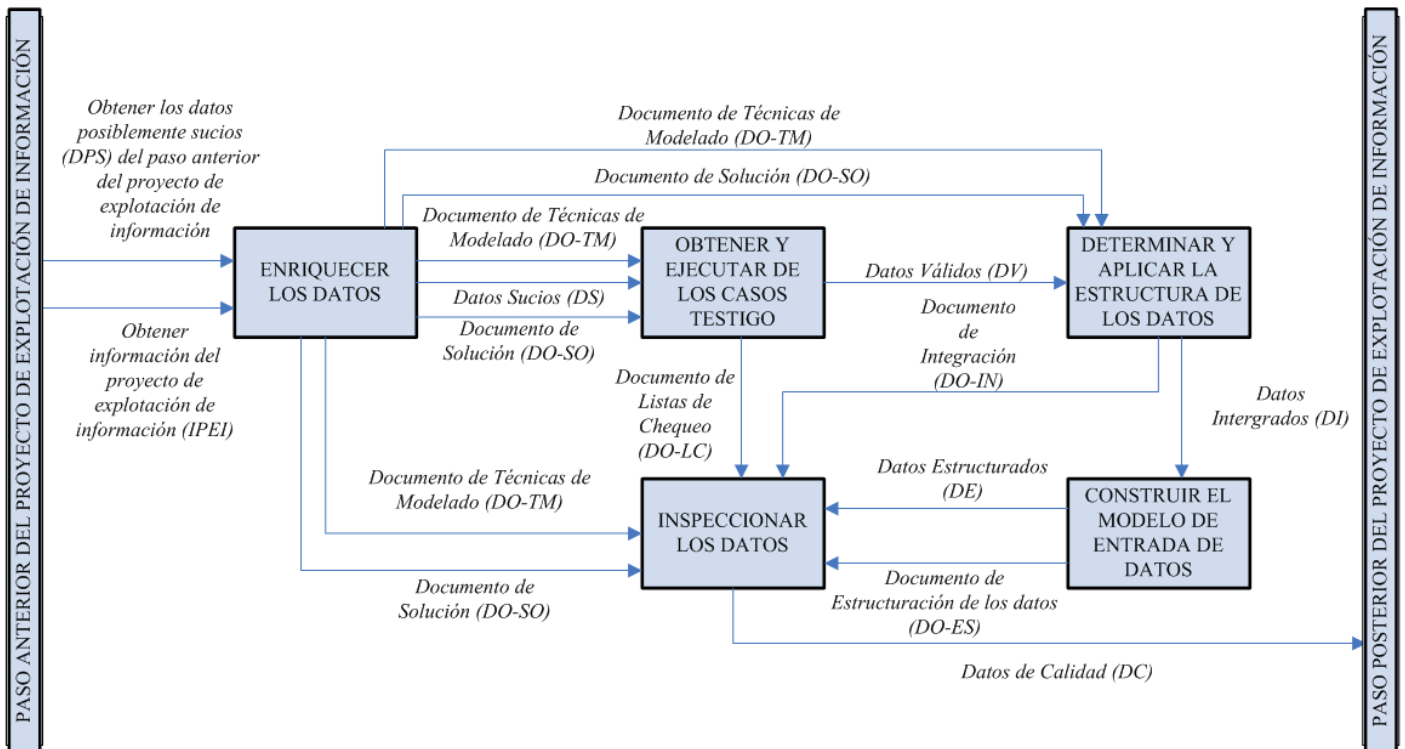 PASO ANTERIOR DEL PROYECTO DE EXPLOTACIÓN DE INFORMACIÓN
Obtener los datos
posiblemente sucios
(DPS) del paso anterior
del proyecto de
explotación de
información
Obtener
información del
proyecto de
explotación de
información (IPEI)
ENRIQUECER
LOS DATOS
Documento de Técnicas de
Modelado (DO-TM)
Documento de Solución (DO-SO)
Documento de Técnicas de
Modelado (DO-TM)
Datos Sucios (DS)
Documento de
Solución (DO-SO)
OBTENER Y
EJECUTAR DE
LOS CASOS
TESTIGO
Datos Válidos (DV)
DETERMINAR Y
APLICAR LA
ESTRUCTURA DE
LOS DATOS
Documento
de
Integración
(DO-IN)
Documento de
Listas de
Chequeo
(DO-LC)
Datos
Intergrados (DI)
Documento de Técnicas de
Modelado (DO-TM)
Documento de
Solución (DO-SO)
INSPECCIONAR
LOS DATOS
Datos Estructurados
(DE)
Documento de
Estructuración de los datos
(DO-ES)
CONSTRUIR EL
MODELO DE
ENTRADA DE
DATOS
Datos de Calidad (DC)
PASO POSTERIOR DEL PROYECTO DE EXPLOTACIÓN DE INFORMACIÓN